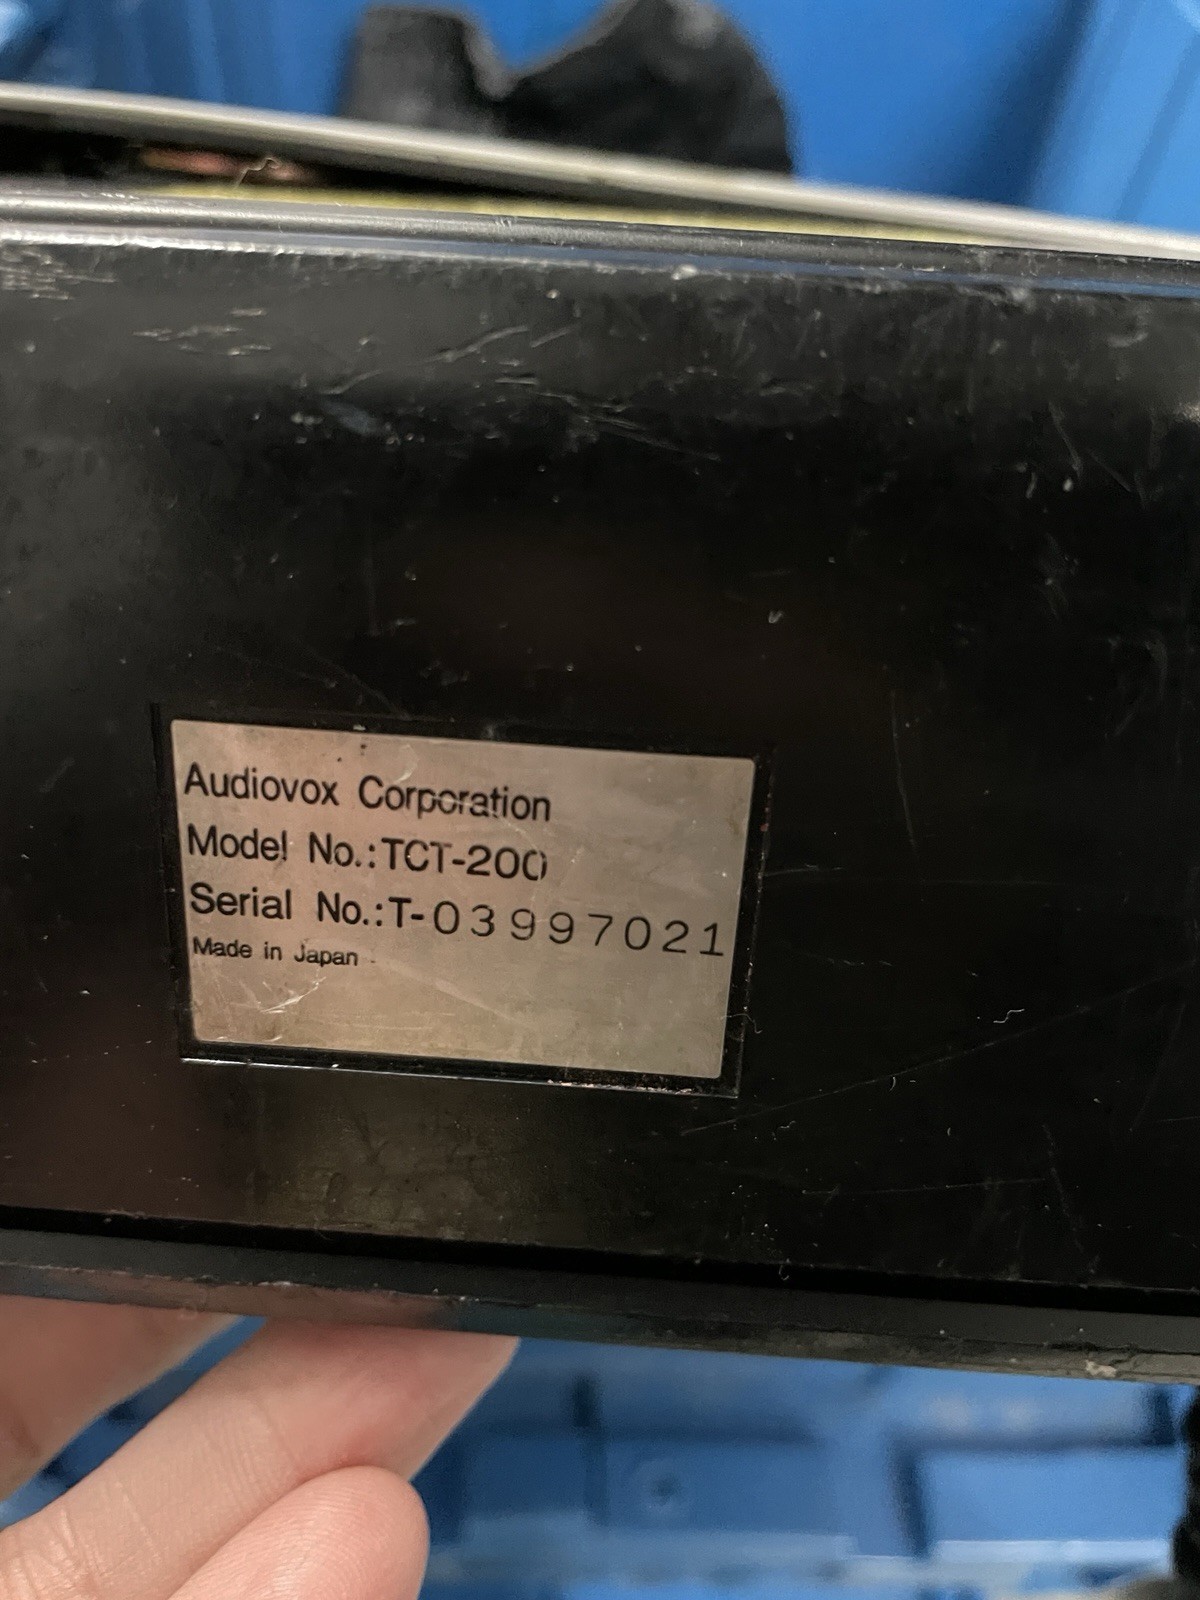 Audiovox Corporation
Model No.:TCT-200
Serial No.:T-03997021
Made in Japan